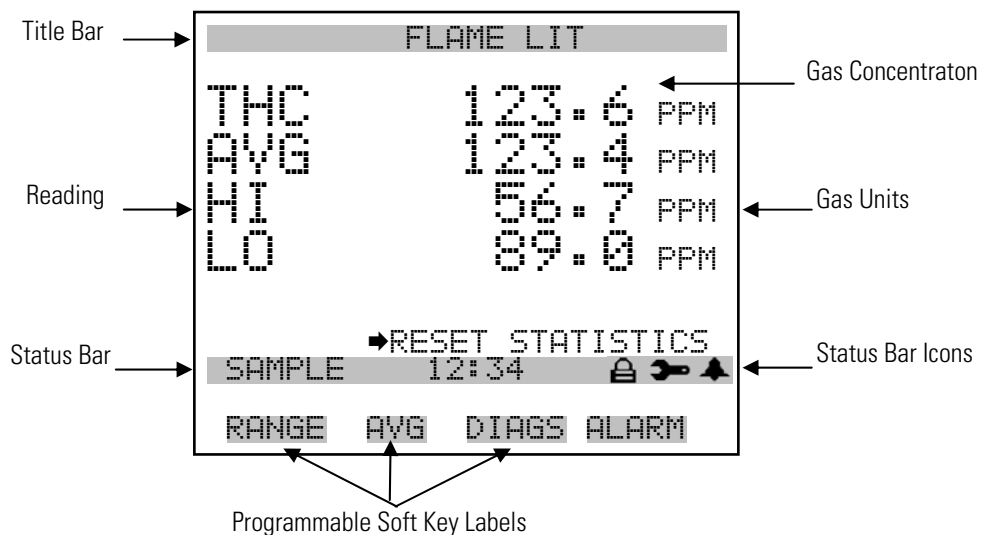 Title Bar
FLAME LIT
Gas Concentraton
THC 123.6 PPM
AVG 123.4 PPM
Reading
HI 56.7 PPM
Gas Units
LO 89.0 PPM
➡RESET STATISTICS
Status Bar
SAMPLE 12:34
Status Bar Icons
RANGE AVG DIAGS ALARM
Programmable Soft Key Labels